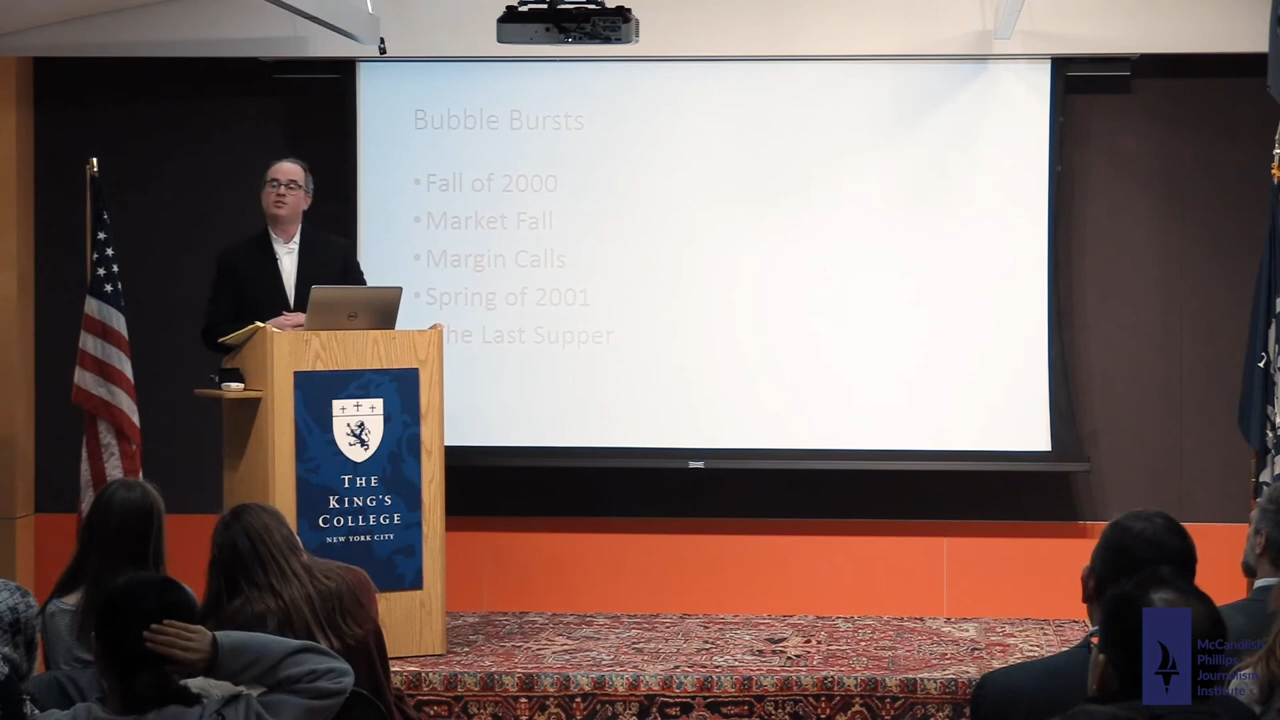 Bubble Bursts
•Fall of 2000
•Market Fall
•Margin Calls
•Spring of 2001
he Last Supper
THE
KING'S
COLLEGE
NEW YORK CITY
McCandlish
Phillips
Journalism
Institute